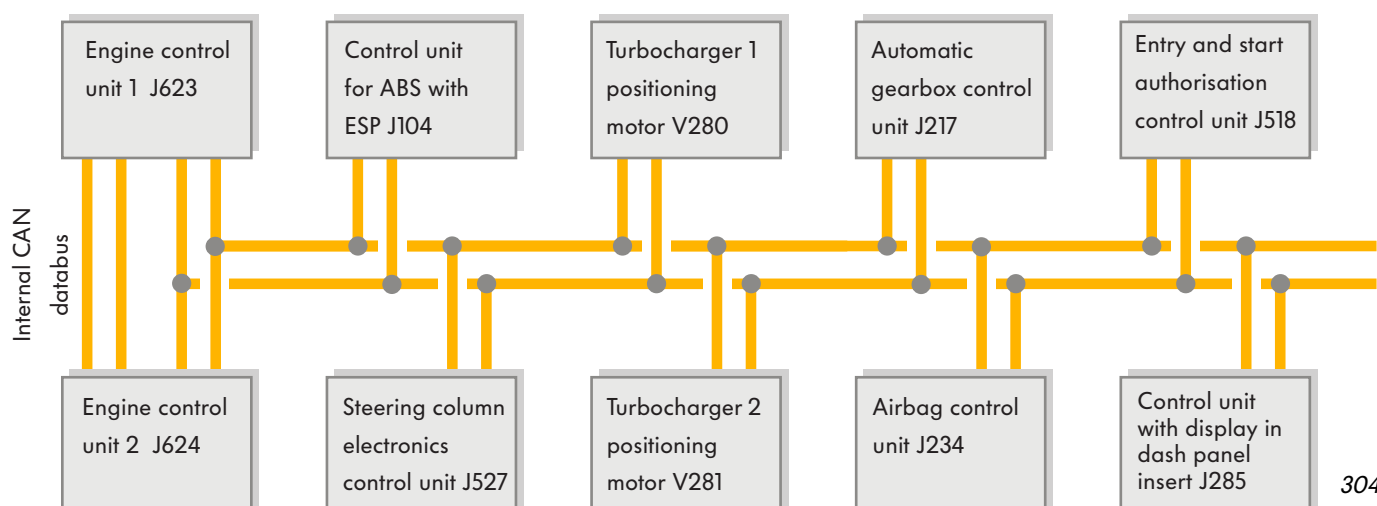 Engine control
unit 1 J623
Control unit
for ABS with
ESP J104
Turbocharger 1
positioning
motor V280
Automatic
gearbox control
unit J217
Entry and start
authorisation
control unit J518
Internal CAN
databus
Engine control
unit 2 J624
Steering column
electronics
control unit J527
Turbocharger 2
positioning
motor V281
Airbag control
unit J234
Control unit
with display in
dash panel
insert J285
304